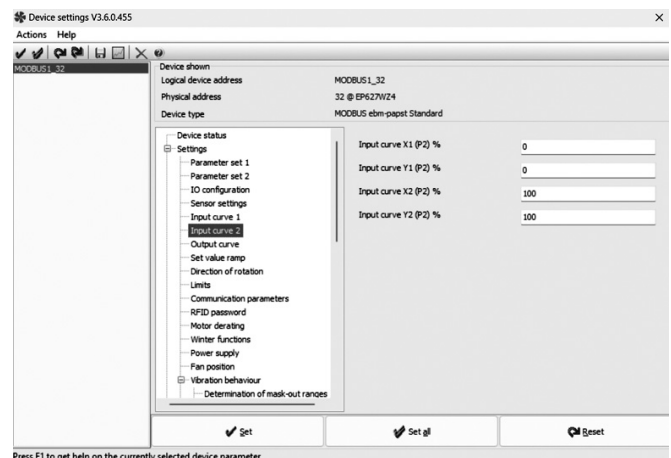 Device settings V3.6.0.455
Actions Help
MODBUS1_32
Device shown
Logical device address MODBUS1_32
Physical address 32 @ EP627WZ4
Device type MODBUS ebm-papst Standard
Device status
Settings
Parameter set 1
Parameter set 2
IO configuration
Sensor settings
Input curve 1
Input curve 2
Output curve
Set value ramp
Direction of rotation
Limits
Communication parameters
RFID password
Motor derating
Winter functions
Power supply
Fan position
Vibration behaviour
Determination of mask-out ranges
Input curve X1 (P2) % 0
Input curve Y1 (P2) % 0
Input curve X2 (P2) % 100
Input curve Y2 (P2) % 100
Set Set all Reset
Press F1 to get help on the currently selected device parameter